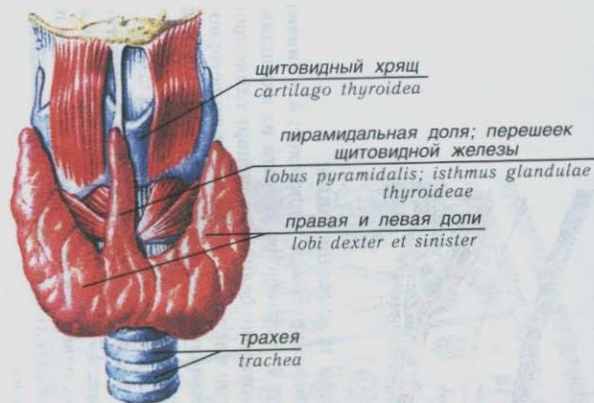 щитовидный хрящ
cartilago thyroidea
пирамидальная доля; перешеек
щитовидной железы
lobus pyramidalis; isthmus glandulae
thyroideae
правая и левая доли
lobi dexter et sinister
трахея
trachea